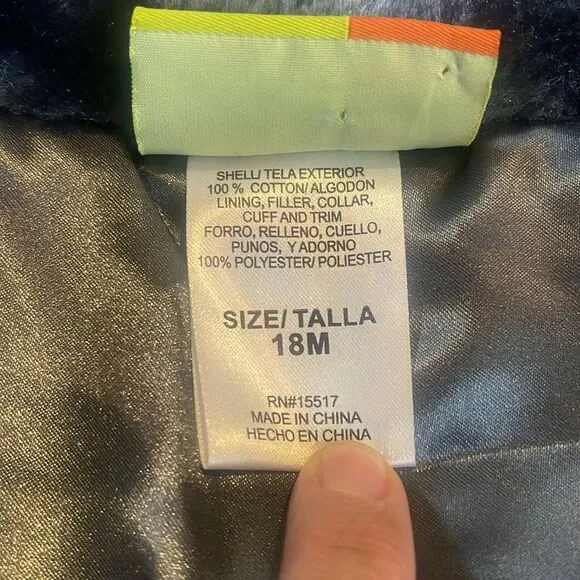 SHELL/ TELA EXTERIOR
100 % COTTON/ ALGODON
LINING, FILLER, COLLAR,
CUFF AND TRIM
FORRO, RELLENO, CUELLO,
PUNOS, Y ADORNO
100% POLYESTER/ POLIESTER
SIZE/ TALLA
18M
RN#15517
MADE IN CHINA
HECHO EN CHINA